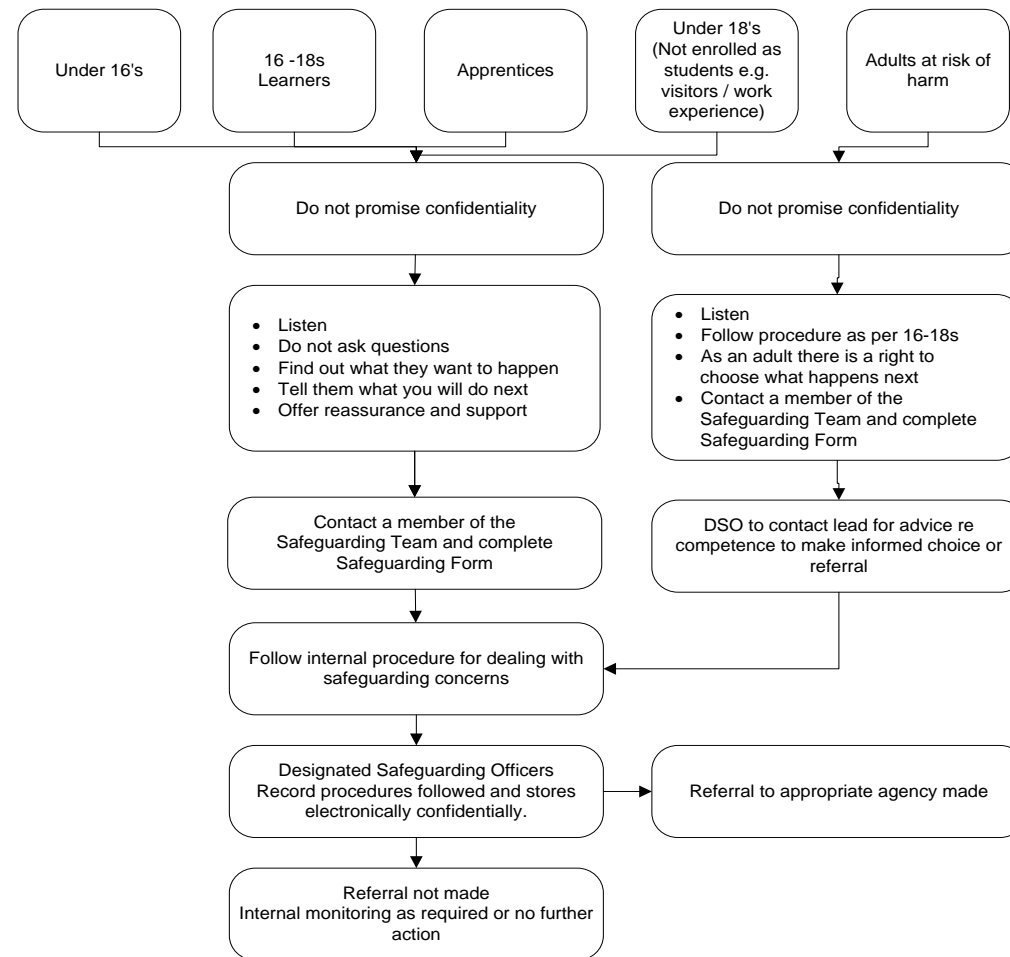 Under 16's
16 -18s
Learners
Apprentices
Under 18's
(Not enrolled as
students e.g.
visitors / work
experience)
Adults at risk of
harm
Do not promise confidentiality
Do not promise confidentiality
• Listen
• Do not ask questions
• Find out what they want to happen
• Tell them what you will do next
• Offer reassurance and support
• Listen
• Follow procedure as per 16-18s
• As an adult there is a right to
choose what happens next
• Contact a member of the
Safeguarding Team and complete
Safeguarding Form
Contact a member of the
Safeguarding Team and complete
Safeguarding Form
DSO to contact lead for advice re
competence to make informed choice or
referral
Follow internal procedure for dealing with
safeguarding concerns
Designated Safeguarding Officers
Record procedures followed and stores
electronically confidentially.
Referral to appropriate agency made
Referral not made
Internal monitoring as required or no further
action